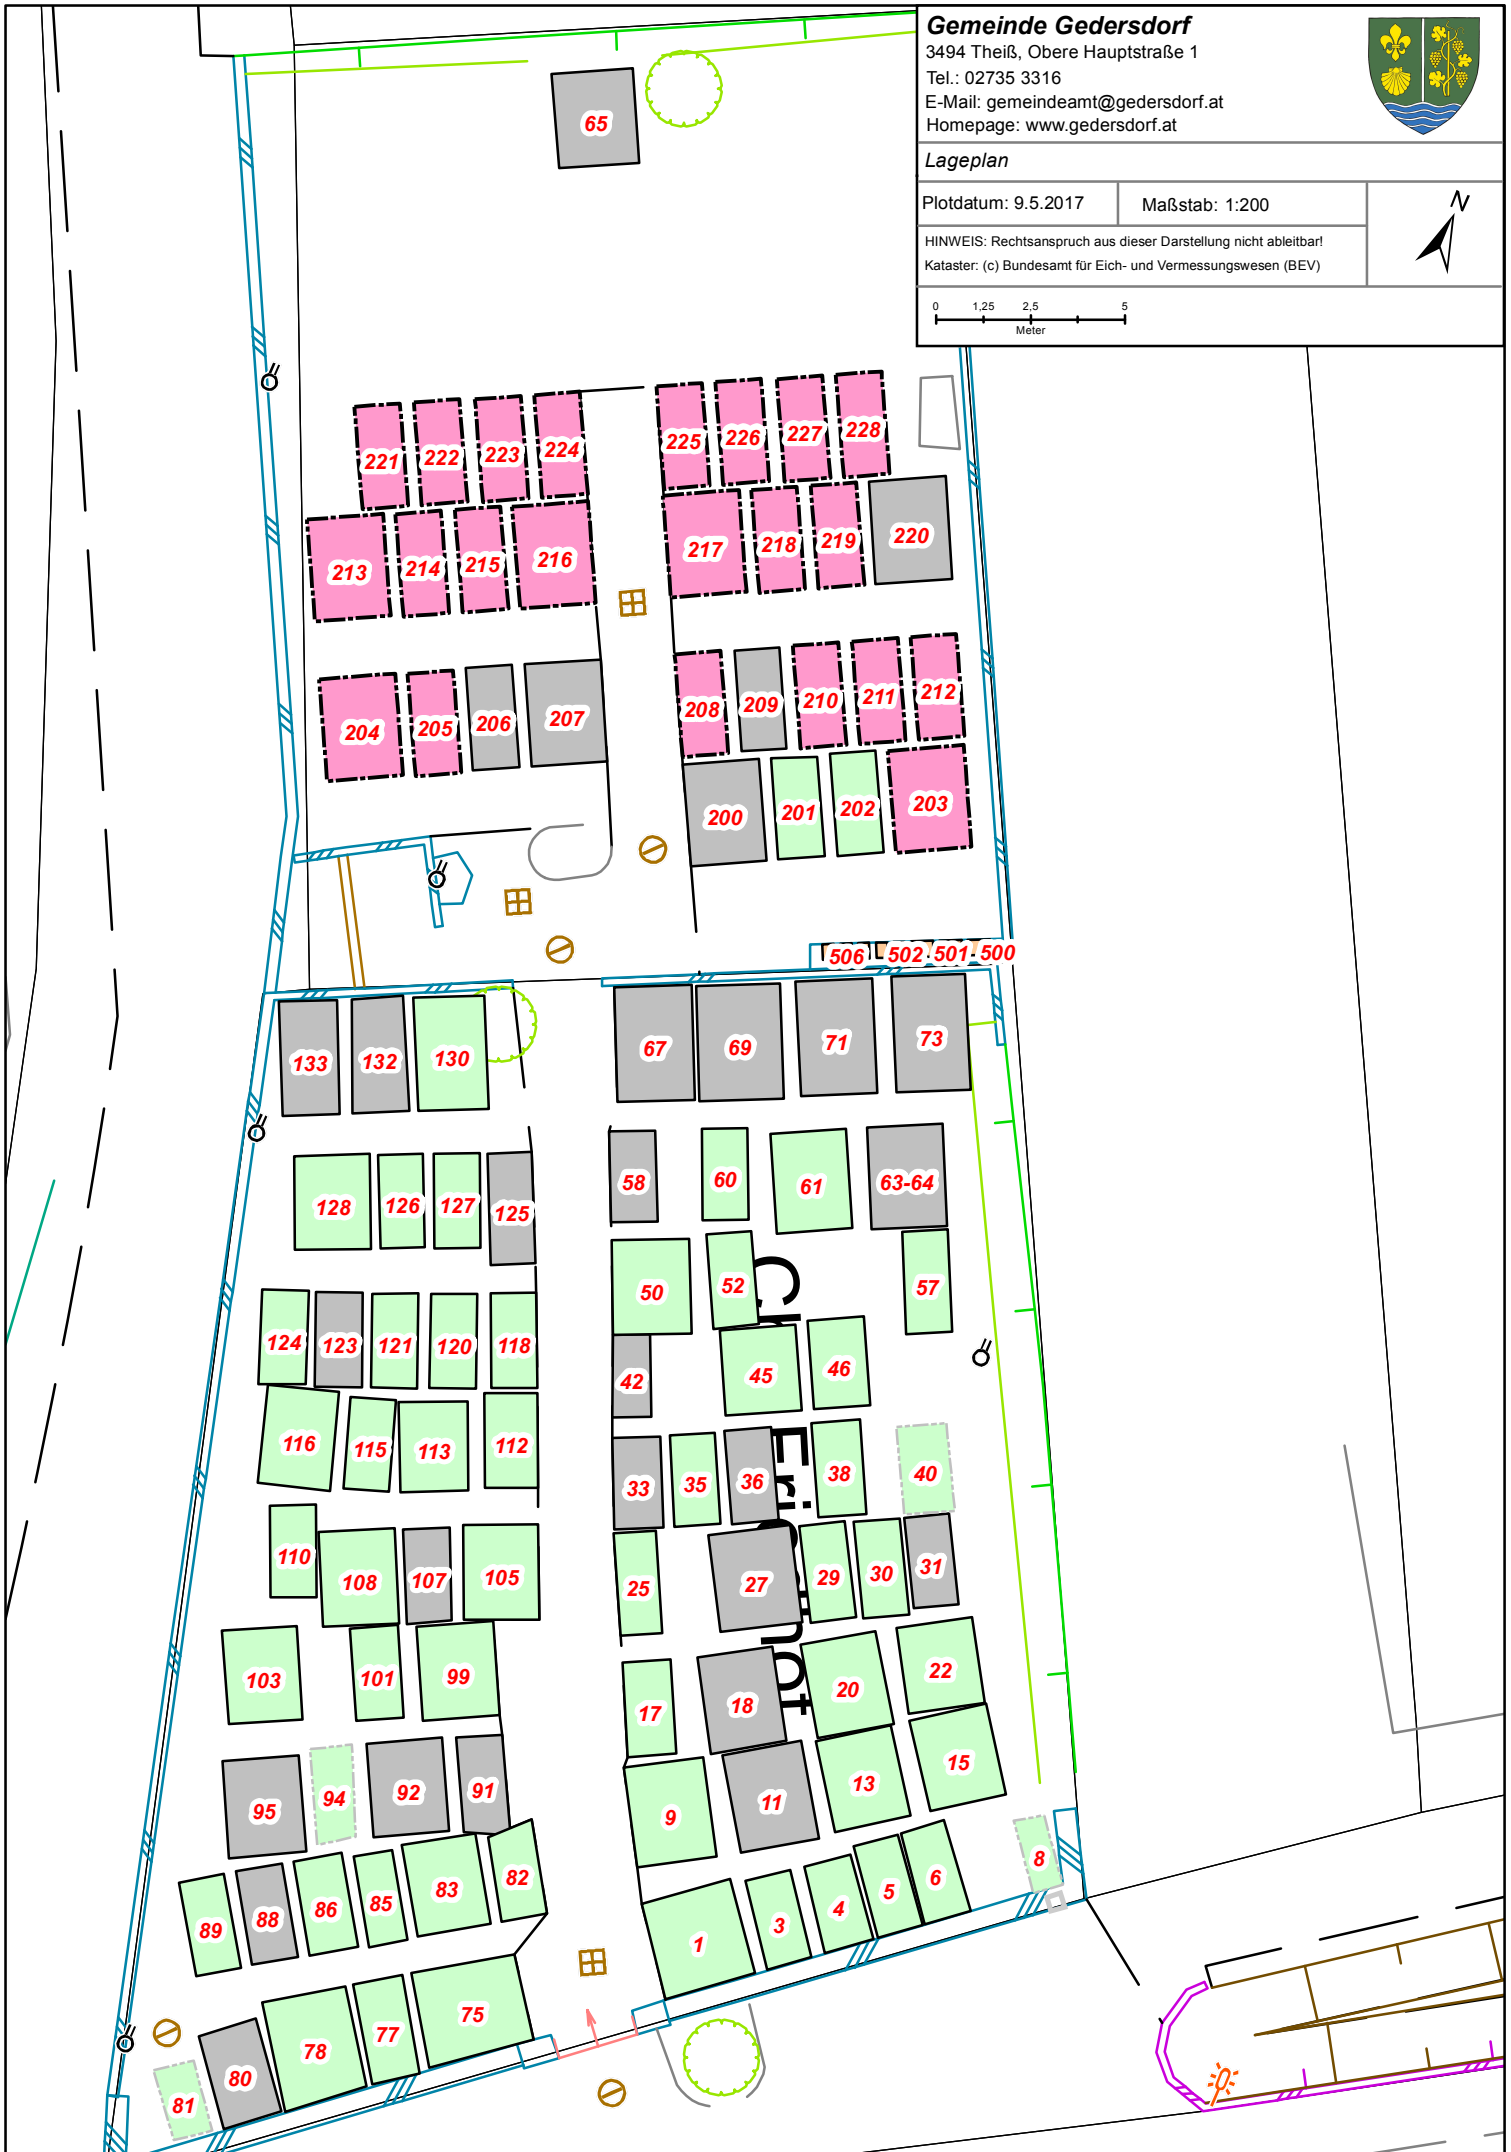 Gemeinde Gedersdorf
3494 Theiß, Obere Hauptstraße 1
Tel.: 02735 3316
E-Mail: gemeindeamt@gedersdorf.at
Homepage: www.gedersdorf.at
Lageplan
Plotdatum: 9.5.2017
Maßstab: 1:200
N
HINWEIS: Rechtsanspruch aus dieser Darstellung nicht ableitbar!
Kataster: (c) Bundesamt für Eich- und Vermessungswesen (BEV)
0 1,25 2,5 5
Meter
65
221 222 223 224 225 226 227 228
213 214 215 216 217 218 219 220
204 205 206 207 208 209 210 211 212
200 201 202 203
506 502 501 500
133 132 130 67 69 71 73
128 126 127 125 58 60 61 63-64
50 52 57
124 123 121 120 118 42 45 46
116 115 113 112 33 35 36 38 40
110 108 107 105 25 27 29 30 31
103 101 99 17 18 20 22
95 94 92 91 9 11 13 15
89 88 86 85 83 82 1 3 4 5 6 8
81 80 78 77 75